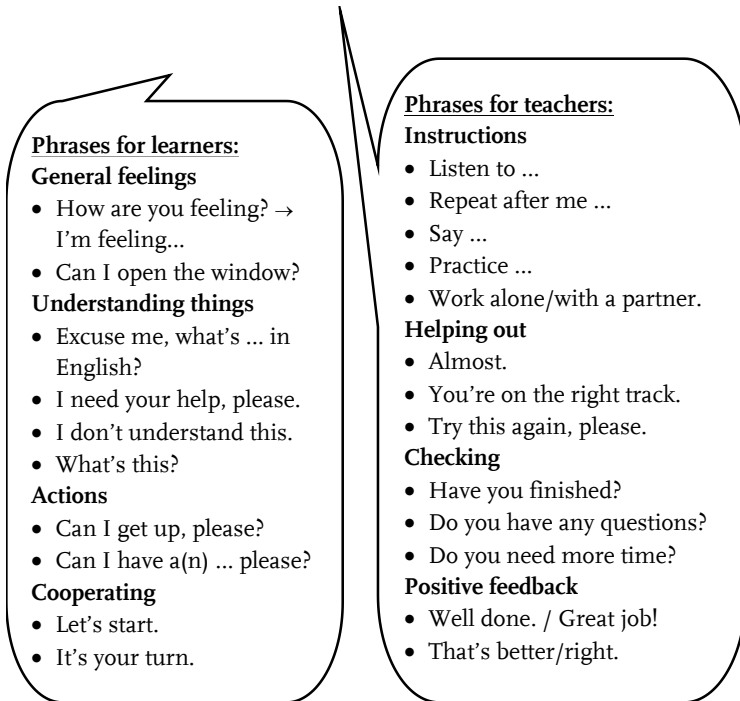 Phrases for learners:
General feelings
• How are you feeling? →
I'm feeling...
• Can I open the window?
Understanding things
• Excuse me, what's ... in
English?
• I need your help, please.
• I don't understand this.
• What's this?
Actions
• Can I get up, please?
• Can I have a(n) ... please?
Cooperating
• Let's start.
• It's your turn.
Phrases for teachers:
Instructions
• Listen to ...
• Repeat after me ...
• Say ...
• Practice ...
• Work alone/with a partner.
Helping out
• Almost.
• You're on the right track.
• Try this again, please.
Checking
• Have you finished?
• Do you have any questions?
• Do you need more time?
Positive feedback
• Well done. / Great job!
• That's better/right.